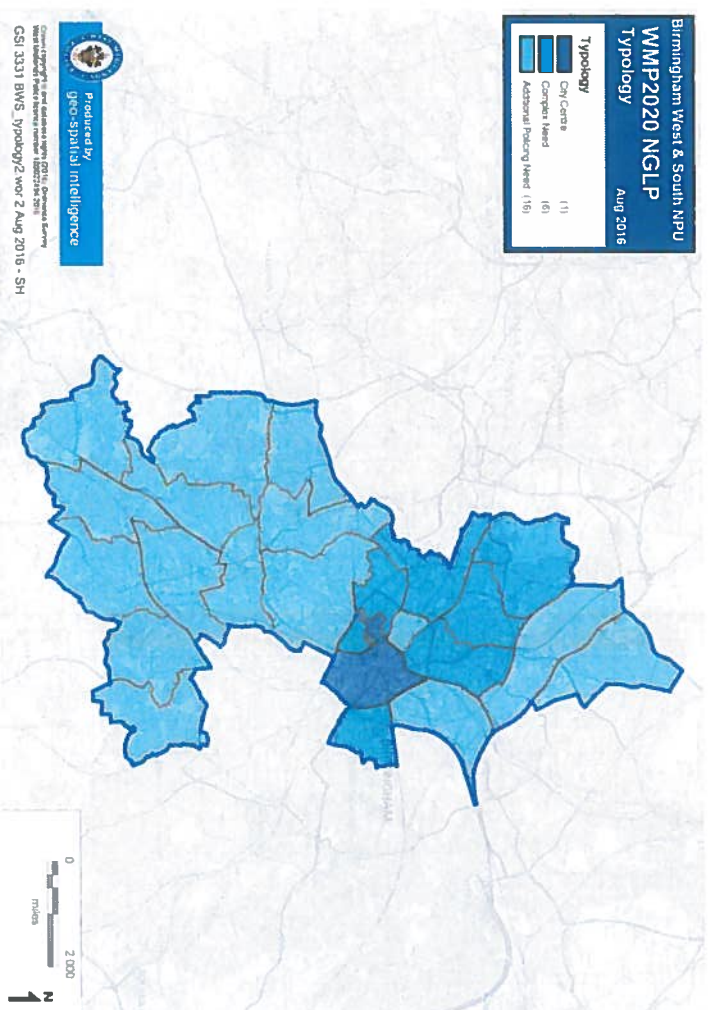 Birmingham West & South NPU
WMP2020 NGLP
Typology Aug 2016
Typology
City Centre (1)
Complex Need (6)
Additional Policing Need (16)
Produced by
geo-spatial intelligence
GSI 3331 BWS_typology2.wor 2 Aug 2016 - SH
0 2 000
miles
N